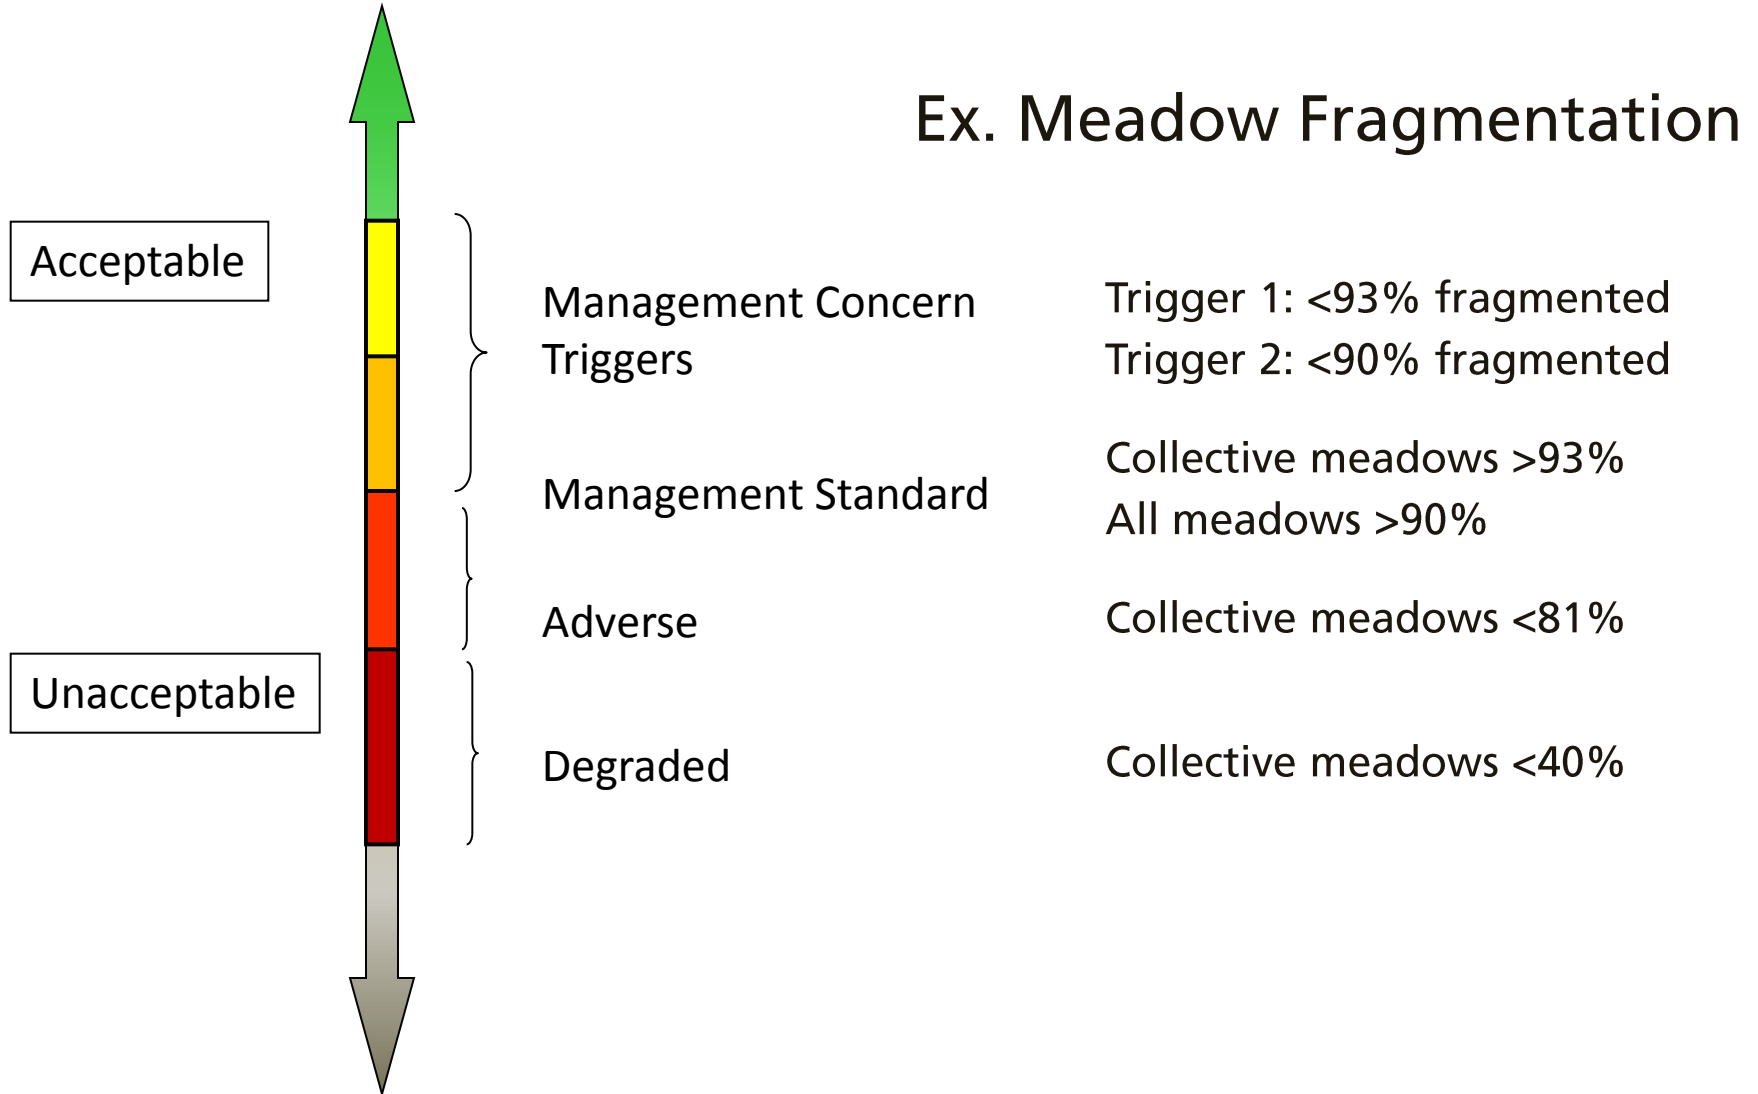 Ex. Meadow Fragmentation
Acceptable
Management Concern
Triggers
Trigger 1: <93% fragmented
Trigger 2: <90% fragmented
Management Standard
Collective meadows >93%
All meadows >90%
Adverse
Collective meadows <81%
Unacceptable
Degraded
Collective meadows <40%